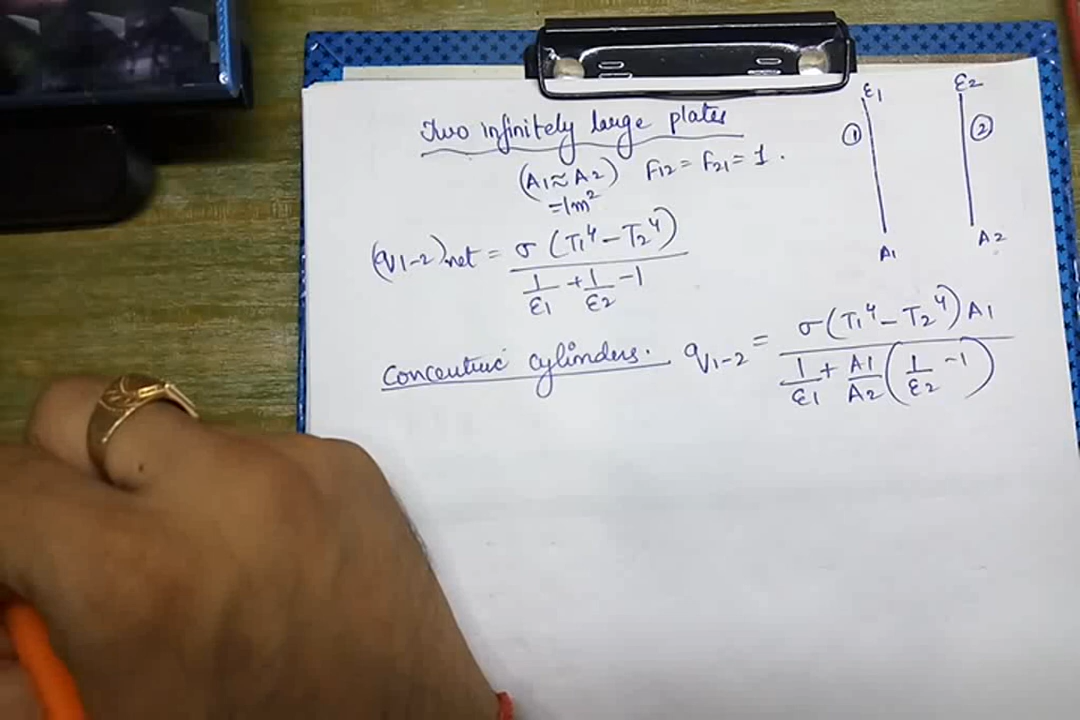 Two infinitely large plates
(A1≈A2) F12 = F21 = 1.
=1m²
(q1-2)net = σ(T1⁴-T2⁴) / (1/ε1 + 1/ε2 - 1)
Concentric cylinders. q1-2 = σ(T1⁴-T2⁴)A1 / (1/ε1 + A1/A2 (1/ε2 - 1))
ε1 ε2
① ②
A1 A2